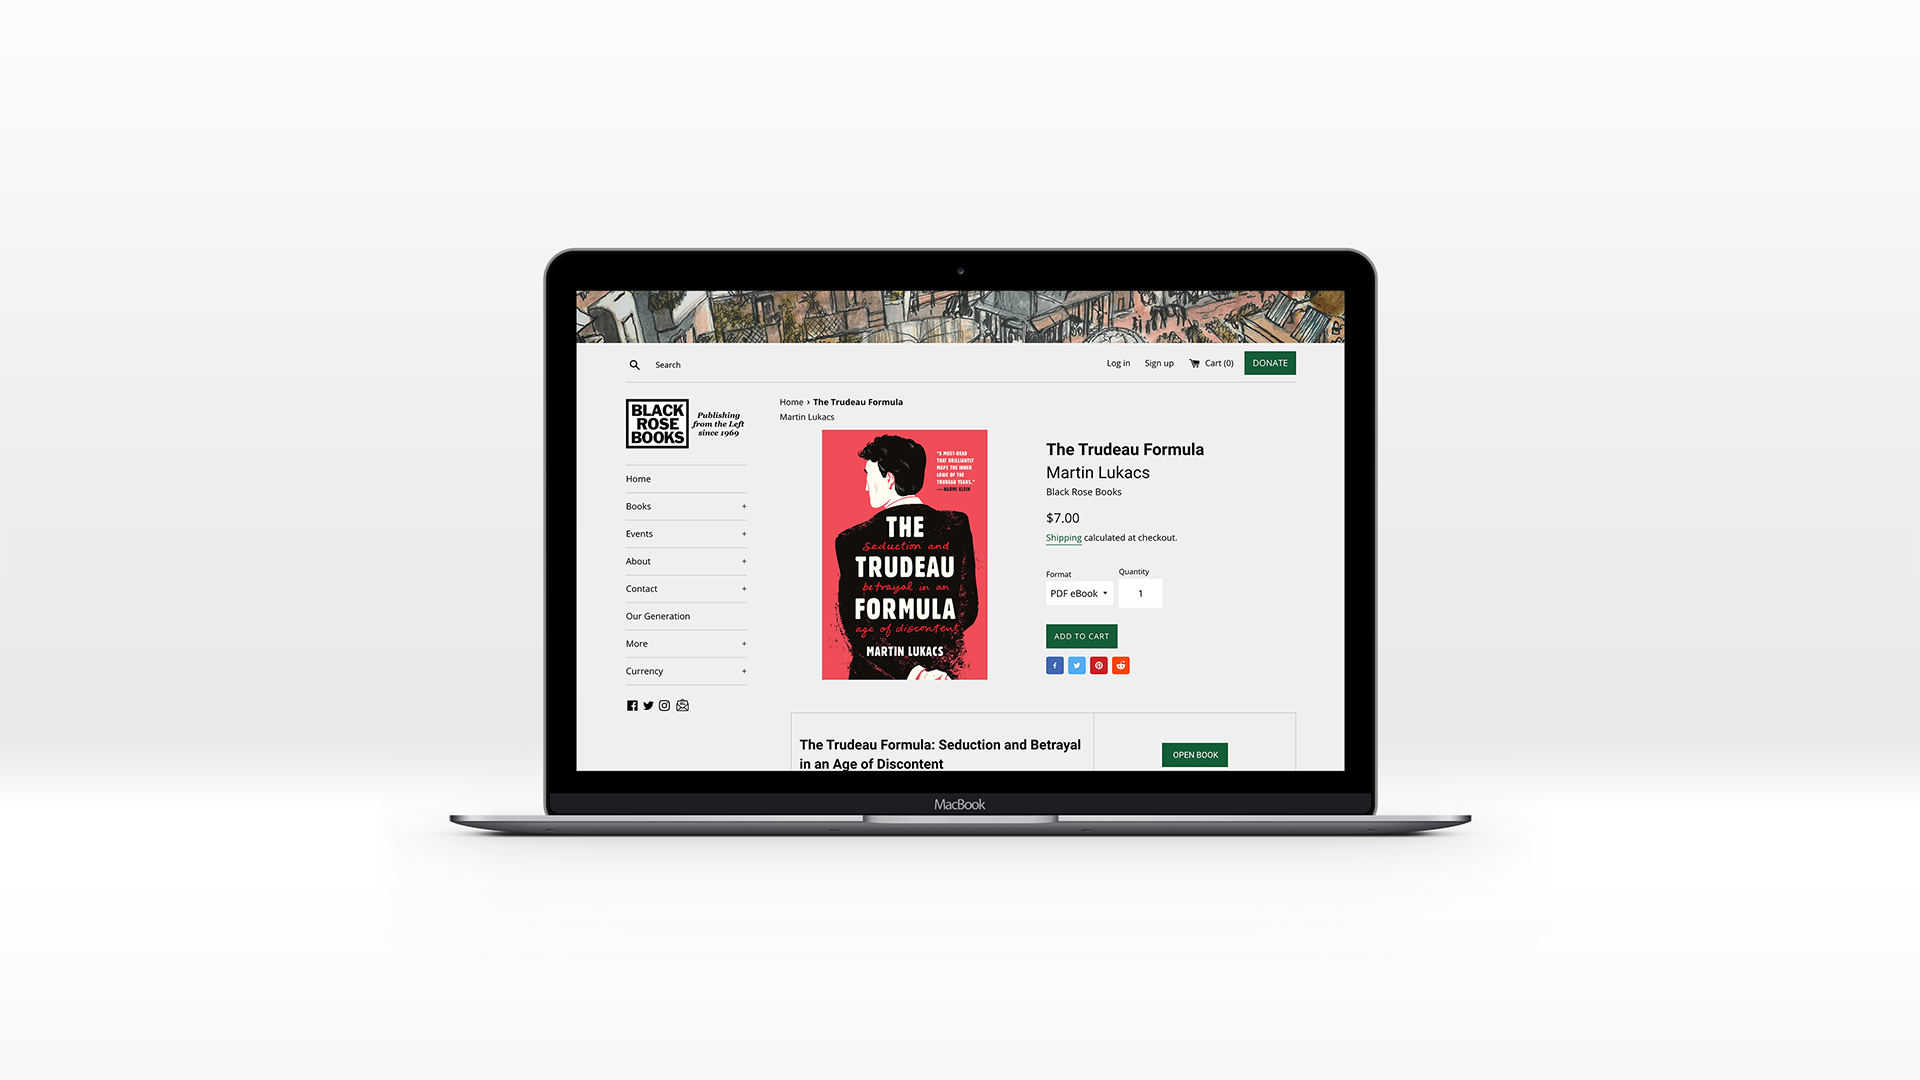 Search
Log in
Sign up
Cart (0)
DONATE
BLACK
ROSE
BOOKS
Publishing
from the Left
since 1969
Home
Books +
Events +
About +
Contact +
Our Generation
More +
Currency +
Home › The Trudeau Formula
Martin Lukacs
"A MUST-READ
THAT BRILLIANTLY
MAPS THE INNER
LOGIC OF THE
TRUDEAU YEARS."
— NAOMI KLEIN
THE
Seduction and
TRUDEAU
betrayal in an
FORMULA
age of discontent
MARTIN LUKACS
The Trudeau Formula
Martin Lukacs
Black Rose Books
$7.00
Shipping calculated at checkout.
Format
Quantity
PDF eBook
1
ADD TO CART
The Trudeau Formula: Seduction and Betrayal
in an Age of Discontent
OPEN BOOK
MacBook